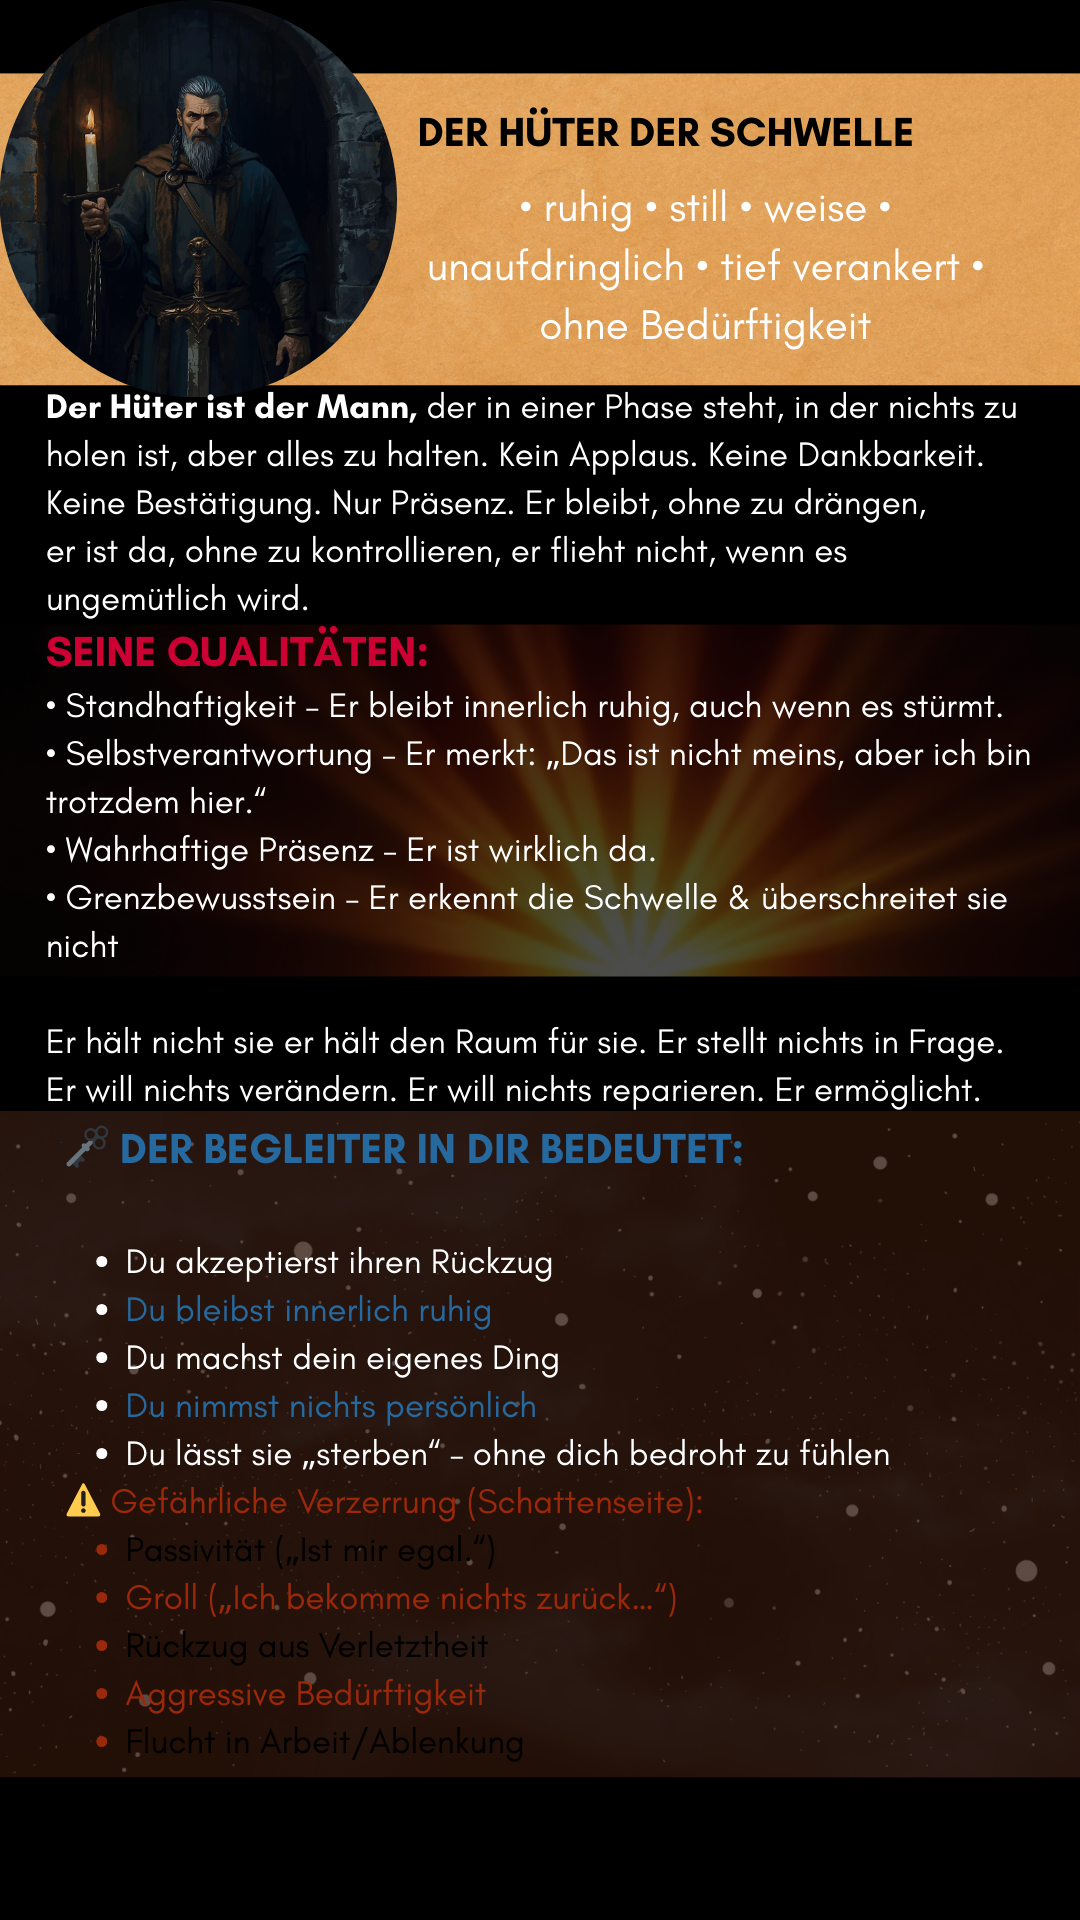 DER HÜTER DER SCHWELLE
• ruhig • still • weise •
unaufdringlich • tief verankert •
ohne Bedürftigkeit
Der Hüter ist der Mann, der in einer Phase steht, in der nichts zu
holen ist, aber alles zu halten. Kein Applaus. Keine Dankbarkeit.
Keine Bestätigung. Nur Präsenz. Er bleibt, ohne zu drängen,
er ist da, ohne zu kontrollieren, er flieht nicht, wenn es
ungemütlich wird.
SEINE QUALITÄTEN:
• Standhaftigkeit – Er bleibt innerlich ruhig, auch wenn es stürmt.
• Selbstverantwortung – Er merkt: „Das ist nicht meins, aber ich bin
trotzdem hier.“
• Wahrhaftige Präsenz – Er ist wirklich da.
• Grenzbewusstsein – Er erkennt die Schwelle & überschreitet sie
nicht
Er hält nicht sie er hält den Raum für sie. Er stellt nichts in Frage.
Er will nichts verändern. Er will nichts reparieren. Er ermöglicht.
🗝 DER BEGLEITER IN DIR BEDEUTET:
• Du akzeptierst ihren Rückzug
• Du bleibst innerlich ruhig
• Du machst dein eigenes Ding
• Du nimmst nichts persönlich
• Du lässt sie „sterben“ – ohne dich bedroht zu fühlen
⚠️ Gefährliche Verzerrung (Schattenseite):
• Passivität („Ist mir egal.“)
• Groll („Ich bekomme nichts zurück…“)
• Rückzug aus Verletztheit
• Aggressive Bedürftigkeit
• Flucht in Arbeit/Ablenkung